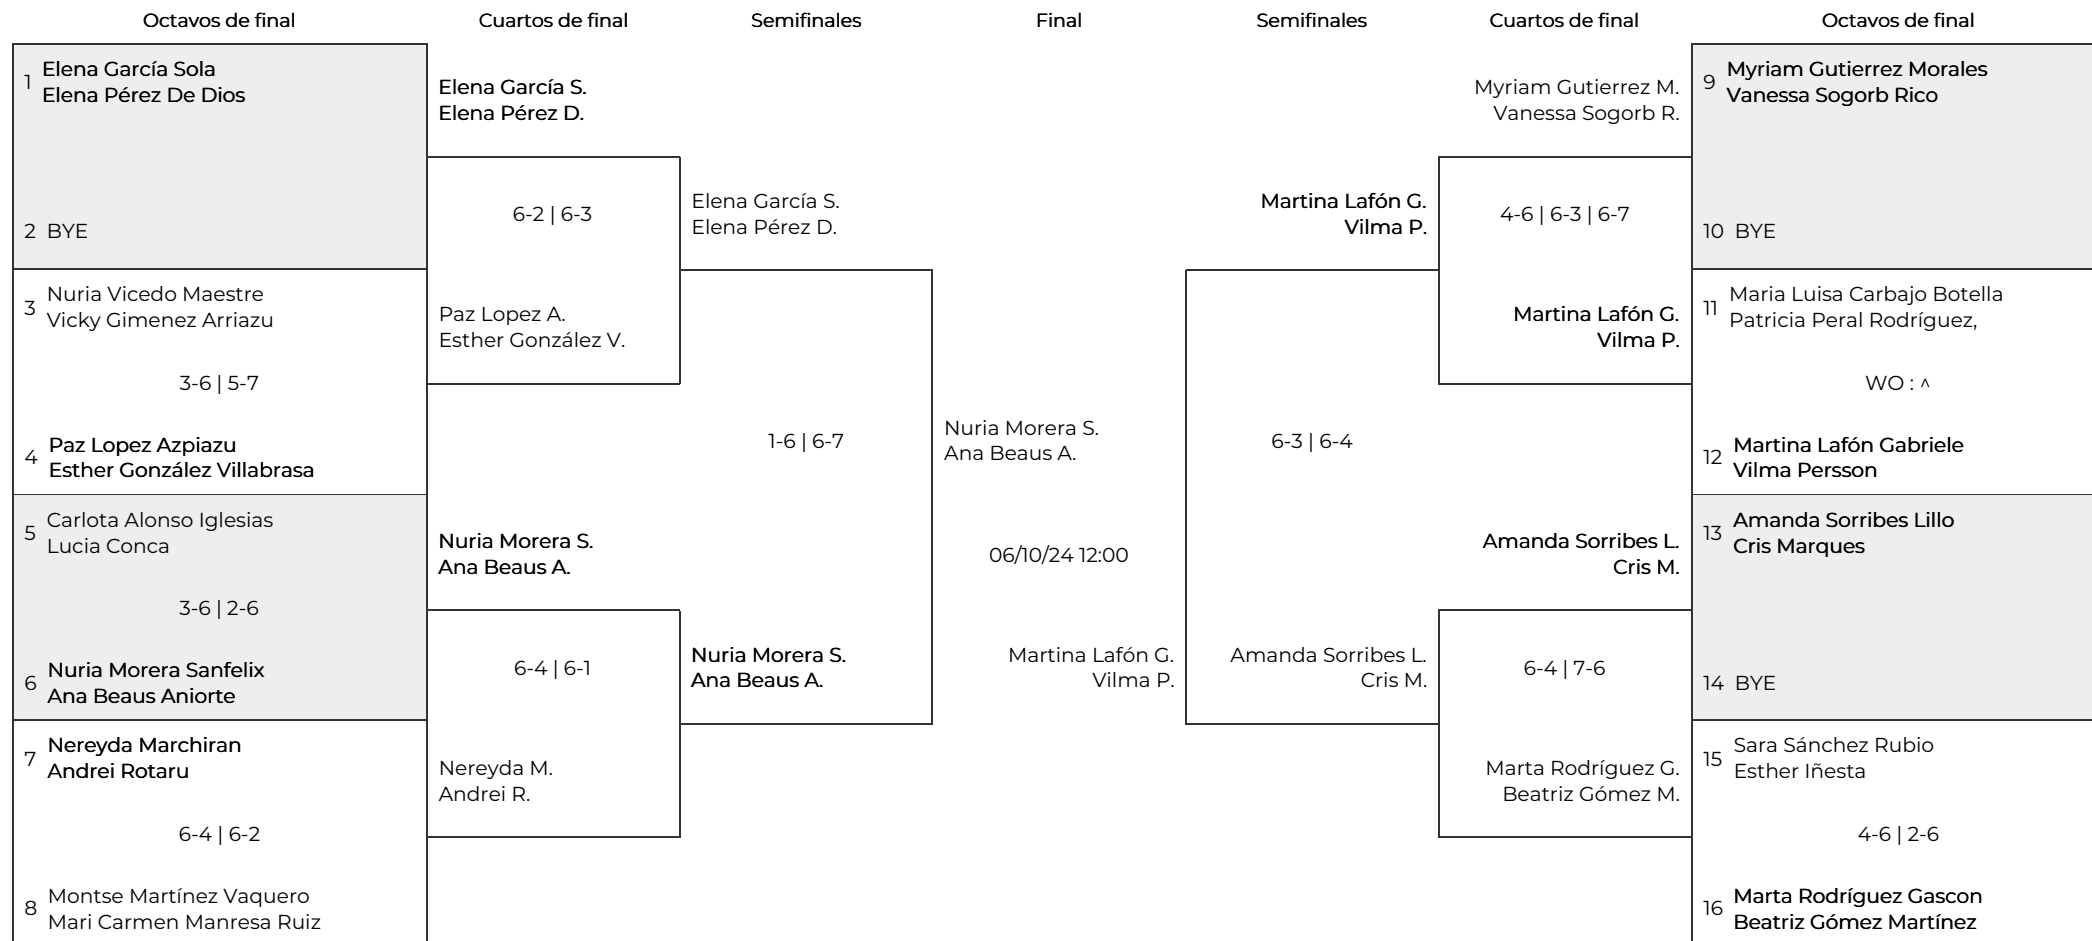 Octavos de final
Cuartos de final
Semifinales
Final
Semifinales
Cuartos de final
Octavos de final
1
Elena García Sola
Elena Pérez De Dios
2 BYE
3
Nuria Vicedo Maestre
Vicky Gimenez Arriazu
3-6 | 5-7
4
Paz Lopez Azpiazu
Esther González Villabrasa
5
Carlota Alonso Iglesias
Lucia Conca
3-6 | 2-6
6
Nuria Morera Sanfelix
Ana Beaus Aniorte
7
Nereyda Marchiran
Andrei Rotaru
6-4 | 6-2
8
Montse Martínez Vaquero
Mari Carmen Manresa Ruiz
Elena García S.
Elena Pérez D.
6-2 | 6-3
Paz Lopez A.
Esther González V.
Nuria Morera S.
Ana Beaus A.
6-4 | 6-1
Nereyda M.
Andrei R.
Elena García S.
Elena Pérez D.
1-6 | 6-7
Nuria Morera S.
Ana Beaus A.
Nuria Morera S.
Ana Beaus A.
06/10/24 12:00
Martina Lafón G.
Vilma P.
Martina Lafón G.
Vilma P.
6-3 | 6-4
Amanda Sorribes L.
Cris M.
Myriam Gutierrez M.
Vanessa Sogorb R.
4-6 | 6-3 | 6-7
Martina Lafón G.
Vilma P.
Amanda Sorribes L.
Cris M.
6-4 | 7-6
Marta Rodríguez G.
Beatriz Gómez M.
9
Myriam Gutierrez Morales
Vanessa Sogorb Rico
10 BYE
11
Maria Luisa Carbajo Botella
Patricia Peral Rodríguez,
WO : ^
12
Martina Lafón Gabriele
Vilma Persson
13
Amanda Sorribes Lillo
Cris Marques
14 BYE
15
Sara Sánchez Rubio
Esther Iñesta
4-6 | 2-6
16
Marta Rodríguez Gascon
Beatriz Gómez Martínez